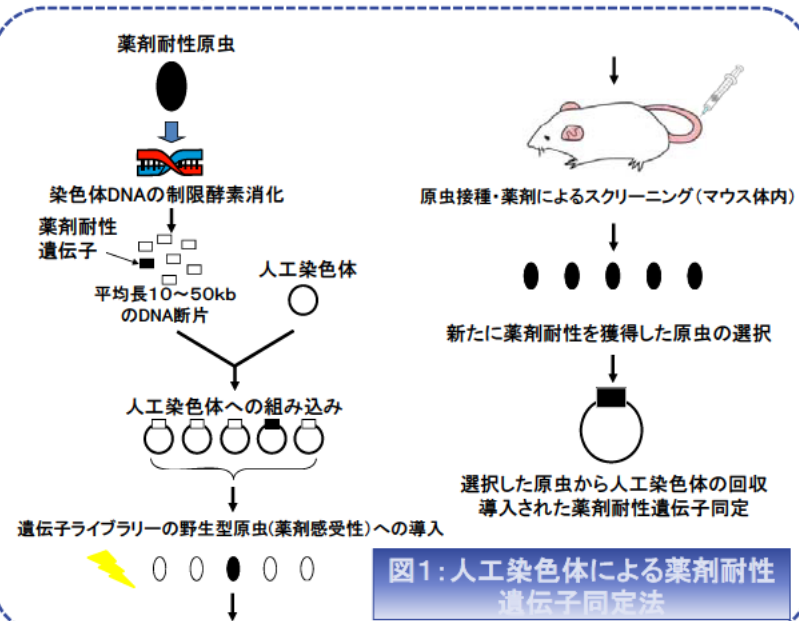 薬剤耐性原虫
染色体DNAの制限酵素消化
薬剤耐性
遺伝子
平均長10～50kb
のDNA断片
人工染色体
人工染色体への組み込み
遺伝子ライブラリーの野生型原虫(薬剤感受性)への導入
原虫接種・薬剤によるスクリーニング(マウス体内)
新たに薬剤耐性を獲得した原虫の選択
選択した原虫から人工染色体の回収
導入された薬剤耐性遺伝子同定
図1:人工染色体による薬剤耐性
遺伝子同定法